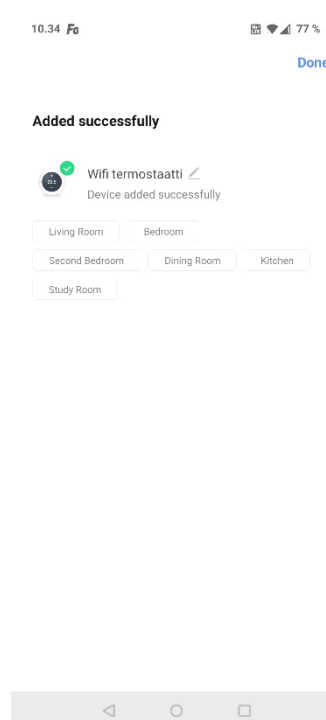 10.34 77 %
Done
Added successfully
Wifi termostaatti
Device added successfully
Living Room Bedroom
Second Bedroom Dining Room Kitchen
Study Room